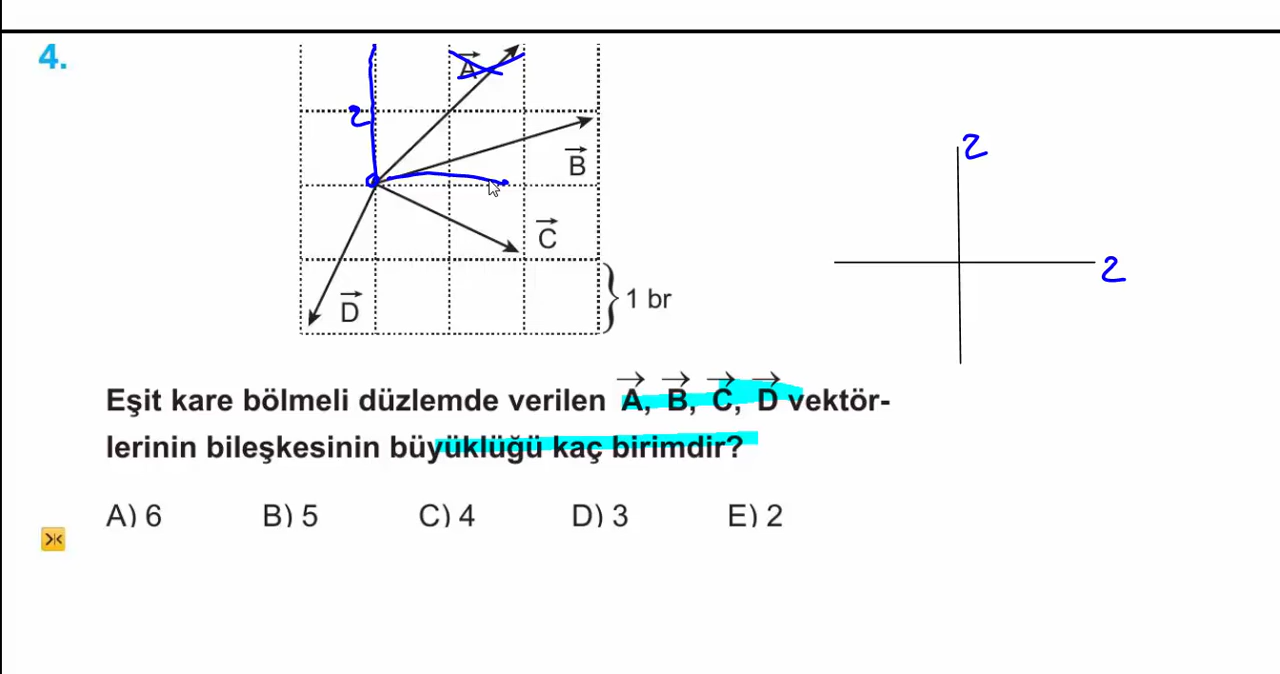 4.
A
2
B
C
D
1 br
2
2
Eşit kare bölmeli düzlemde verilen A, B, C, D vektör-
lerinin bileşkesinin büyüklüğü kaç birimdir?
A) 6 B) 5 C) 4 D) 3 E) 2